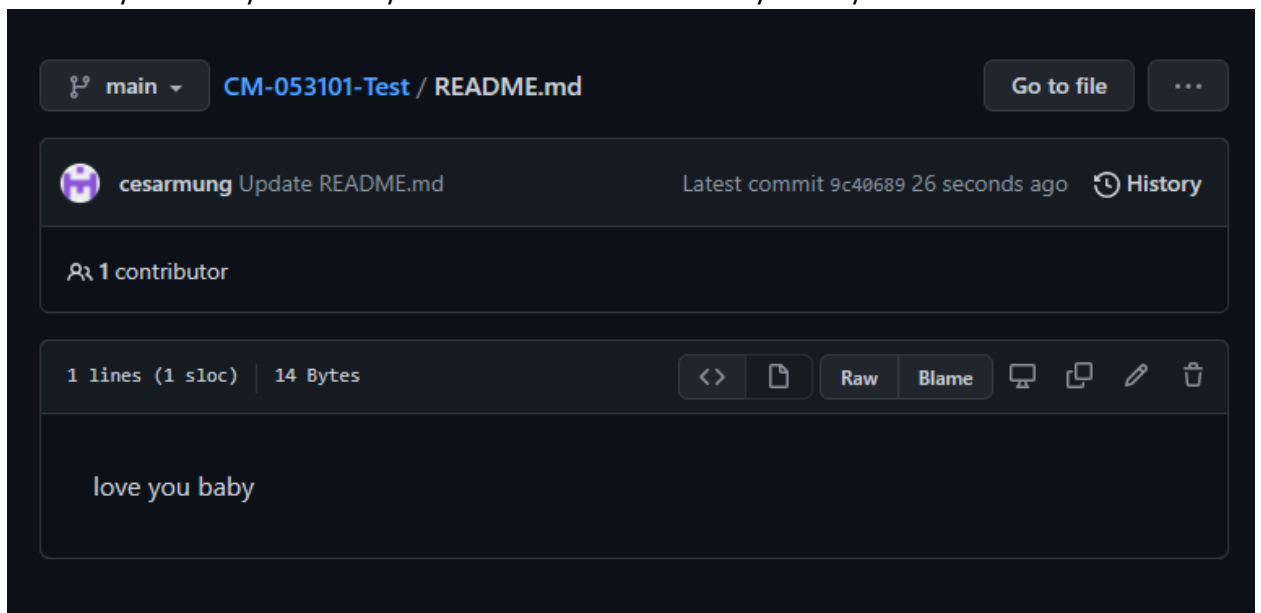 main
CM-053101-Test / README.md
Go to file
cesarmung Update README.md
Latest commit 9c40689 26 seconds ago
History
1 contributor
1 lines (1 sloc) | 14 Bytes
Raw
Blame
love you baby